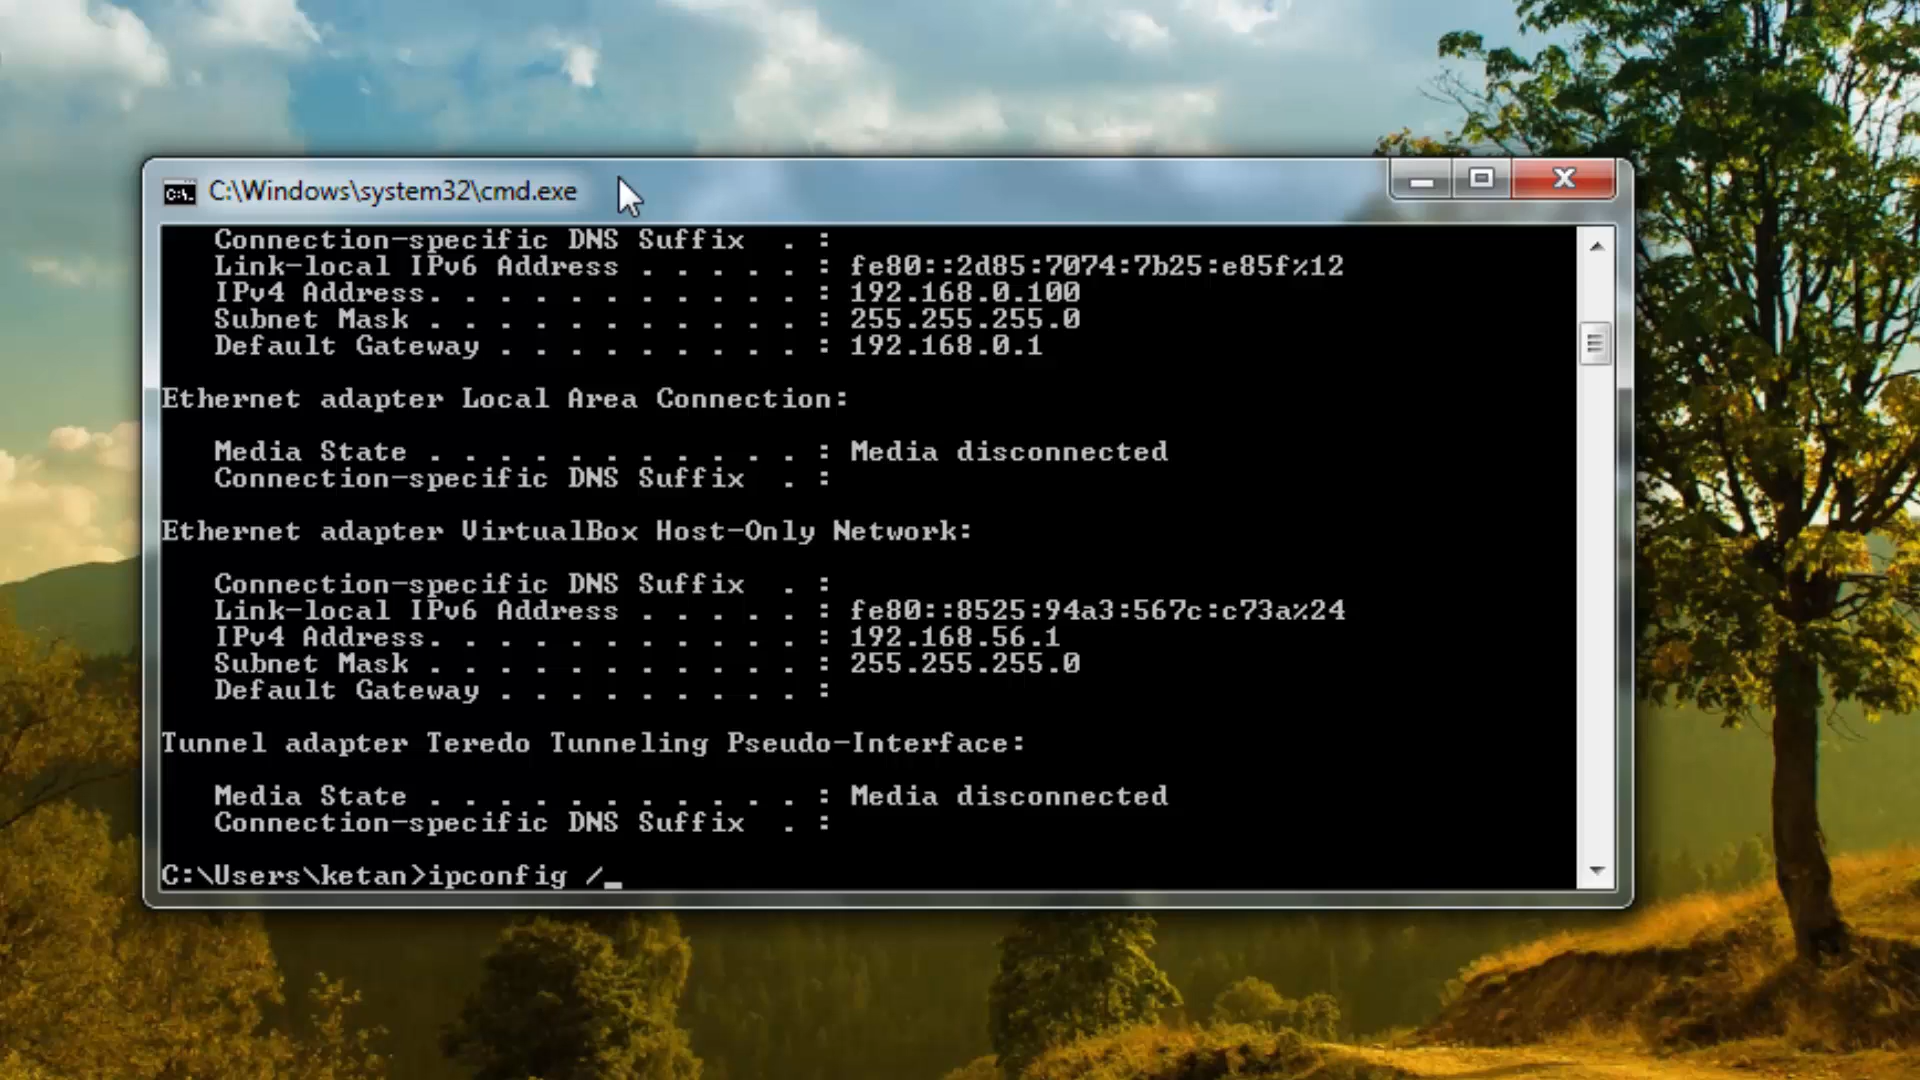 C:\Windows\system32\cmd.exe
Connection-specific DNS Suffix  . :
Link-local IPv6 Address . . . . . : fe80::2d85:7074:7b25:e85f%12
IPv4 Address. . . . . . . . . . . : 192.168.0.100
Subnet Mask . . . . . . . . . . . : 255.255.255.0
Default Gateway . . . . . . . . . : 192.168.0.1
Ethernet adapter Local Area Connection:
Media State . . . . . . . . . . . : Media disconnected
Connection-specific DNS Suffix  . :
Ethernet adapter VirtualBox Host-Only Network:
Connection-specific DNS Suffix  . :
Link-local IPv6 Address . . . . . : fe80::8525:94a3:567c:c73a%24
IPv4 Address. . . . . . . . . . . : 192.168.56.1
Subnet Mask . . . . . . . . . . . : 255.255.255.0
Default Gateway . . . . . . . . . :
Tunnel adapter Teredo Tunneling Pseudo-Interface:
Media State . . . . . . . . . . . : Media disconnected
Connection-specific DNS Suffix  . :
C:\Users\ketan>ipconfig /_